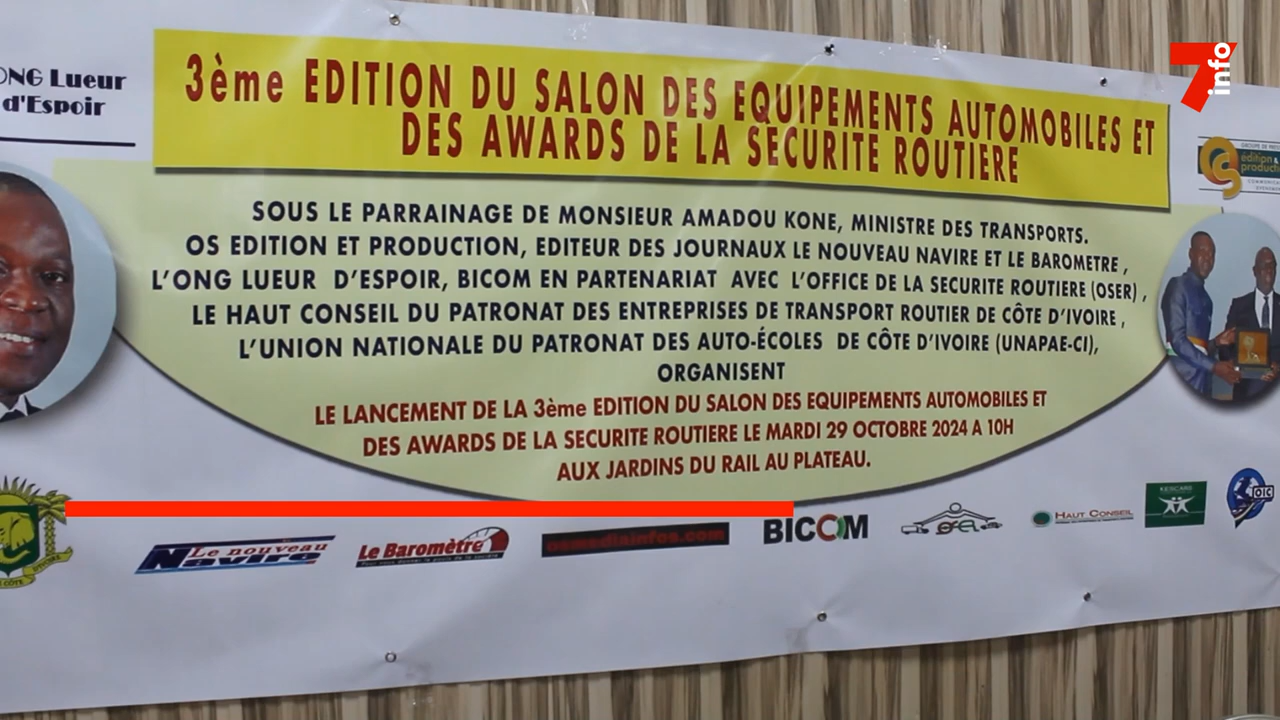 7info
ONG Lueur
d'Espoir
3ème EDITION DU SALON DES EQUIPEMENTS AUTOMOBILES ET
DES AWARDS DE LA SECURITE ROUTIERE
edition &
SOUS LE PARRAINAGE DE MONSIEUR AMADOU KONE, MINISTRE DES TRANSPORTS.
OS EDITION ET PRODUCTION, EDITEUR DES JOURNAUX LE NOUVEAU NAVIRE ET LE BAROMETRE,
L'ONG LUEUR D'ESPOIR, BICOM EN PARTENARIAT AVEC L'OFFICE DE LA SECURITE ROUTIERE (OSER),
LE HAUT CONSEIL DU PATRONAT DES ENTREPRISES DE TRANSPORT ROUTIER DE CÔTE D'IVOIRE,
L'UNION NATIONALE DU PATRONAT DES AUTO-ÉCOLES DE CÔTE D'IVOIRE (UNAPAE-CI),
ORGANISENT
LE LANCEMENT DE LA 3ème EDITION DU SALON DES EQUIPEMENTS AUTOMOBILES ET
DES AWARDS DE LA SECURITE ROUTIERE LE MARDI 29 OCTOBRE 2024 A 10H
AUX JARDINS DU RAIL AU PLATEAU.
Le nouveau
Navire
Le Baromètre
osmediainfos.com
BICOM
HAUT CONSEIL
OIC